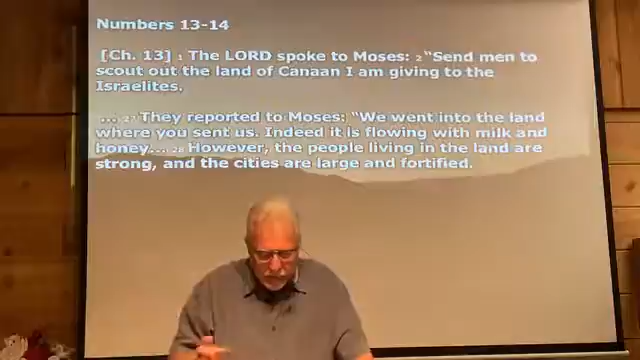 Numbers 13-14
[Ch. 13] 1 The LORD spoke to Moses: 2 “Send men to
scout out the land of Canaan I am giving to the
Israelites.
... 27 They reported to Moses: “We went into the land
where you sent us. Indeed it is flowing with milk and
honey... 28 However, the people living in the land are
strong, and the cities are large and fortified.